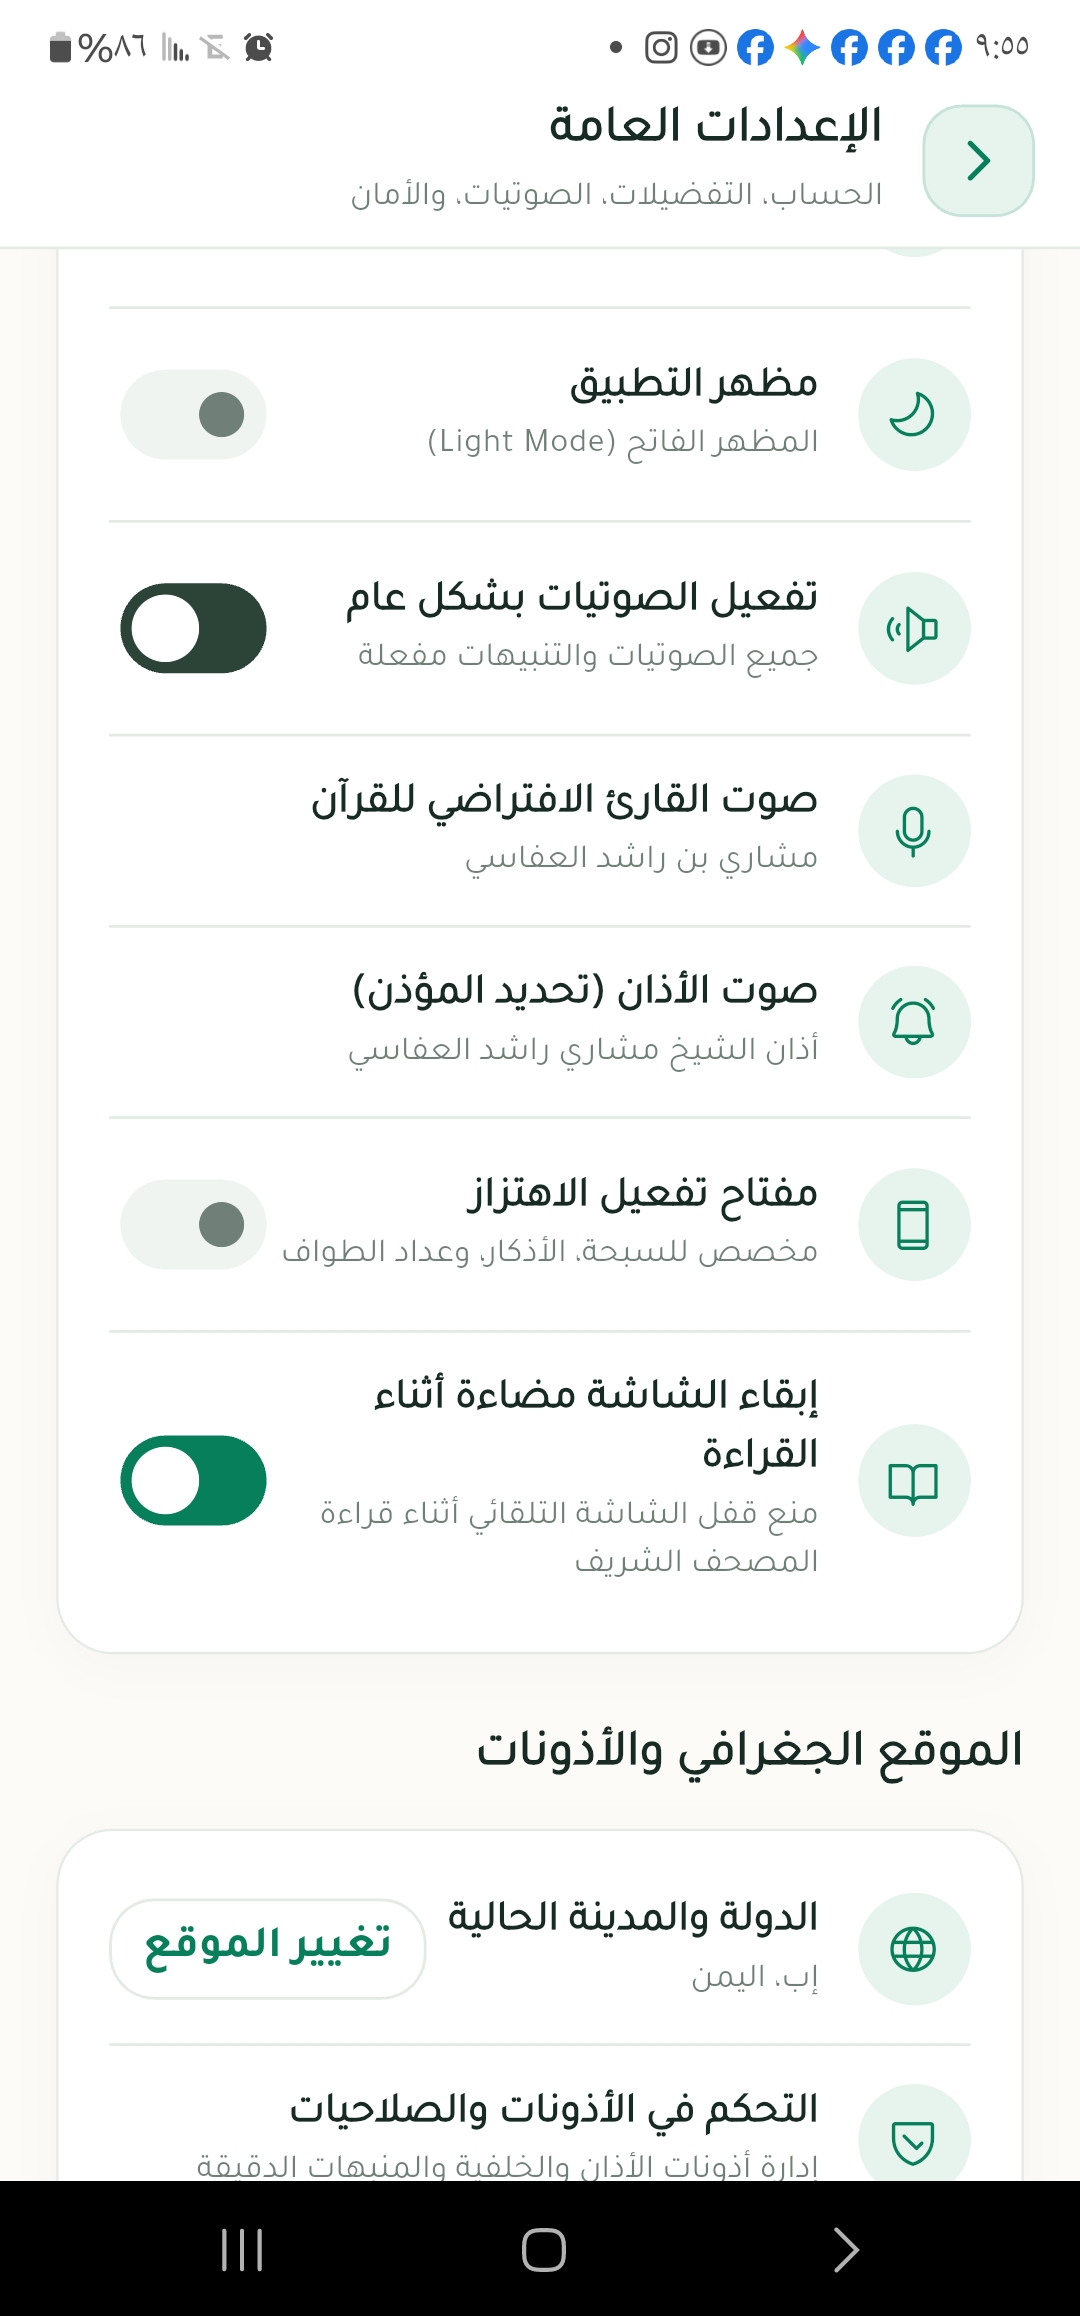 ٩:٥٥
%٨٦
الإعدادات العامة
الحساب، التفضيلات، الصوتيات، والأمان
مظهر التطبيق
المظهر الفاتح (Light Mode)
تفعيل الصوتيات بشكل عام
جميع الصوتيات والتنبيهات مفعلة
صوت القارئ الافتراضي للقرآن
مشاري بن راشد العفاسي
صوت الأذان (تحديد المؤذن)
أذان الشيخ مشاري راشد العفاسي
مفتاح تفعيل الاهتزاز
مخصص للسبحة، الأذكار، وعداد الطواف
إبقاء الشاشة مضاءة أثناء
القراءة
منع قفل الشاشة التلقائي أثناء قراءة
المصحف الشريف
الموقع الجغرافي والأذونات
الدولة والمدينة الحالية
إب، اليمن
تغيير الموقع
التحكم في الأذونات والصلاحيات
إدارة أذونات الأذان والخلفية والمنبهات الدقيقة